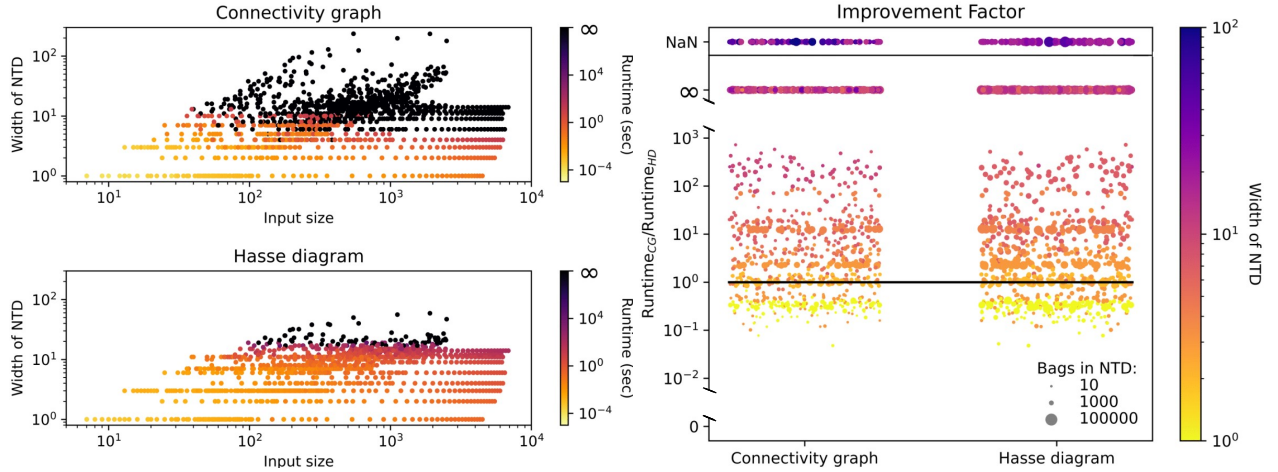 Connectivity graph
Width of NTD
10²
10¹
10⁰
10¹
10²
10³
10⁴
Input size
∞
10⁴
10⁰
10⁻⁴
Runtime (sec)
Hasse diagram
Width of NTD
10²
10¹
10⁰
10¹
10²
10³
10⁴
Input size
∞
10⁴
10⁰
10⁻⁴
Runtime (sec)
Improvement Factor
Runtime_CG/Runtime_HD
NaN
∞
10³
10²
10¹
10⁰
10⁻¹
10⁻²
0
Bags in NTD:
10
1000
100000
Connectivity graph
Hasse diagram
10²
10¹
10⁰
Width of NTD